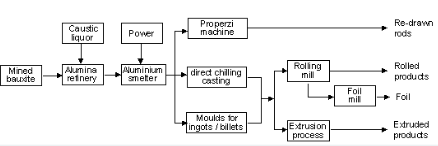 Caustic
liquor
Power
Properzi
machine
Re-drawn
rods
Mined
bauxite
Alumina
refinery
Aluminium
smelter
direct chilling
casting
Rolling
mill
Rolled
products
Foil
mill
Foil
Moulds for
ingots / billets
Extrusion
process
Extruded
products